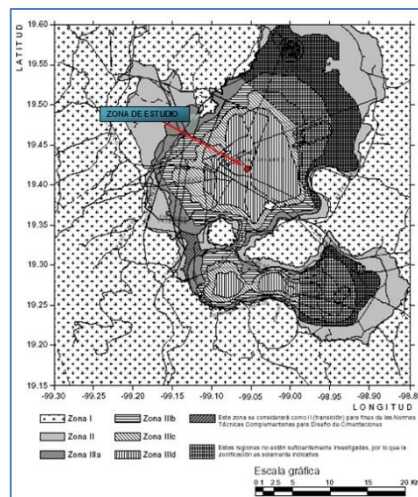 LATITUD
19.60
19.55
19.50
19.45
19.40
19.35
19.30
19.25
19.20
19.15
ZONA DE ESTUDIO
-99.30 -99.25 -99.20 -99.15 -99.10 -99.05 -99.00 -98.95 -98.90 -98.8
LONGITUD
Zona I
Zona II
Zona IIIa
Zona IIIb
Zona IIIc
Zona IIId
Esta zona se considerará como II (transición) para fines de las Normas
Técnicas Complementarias para Diseño de Cimentaciones
Estas regiones no están suficientemente investigadas, por lo que la
zonificación es solamente indicativa
Escala gráfica
0 1 2.5 5 10 15 20